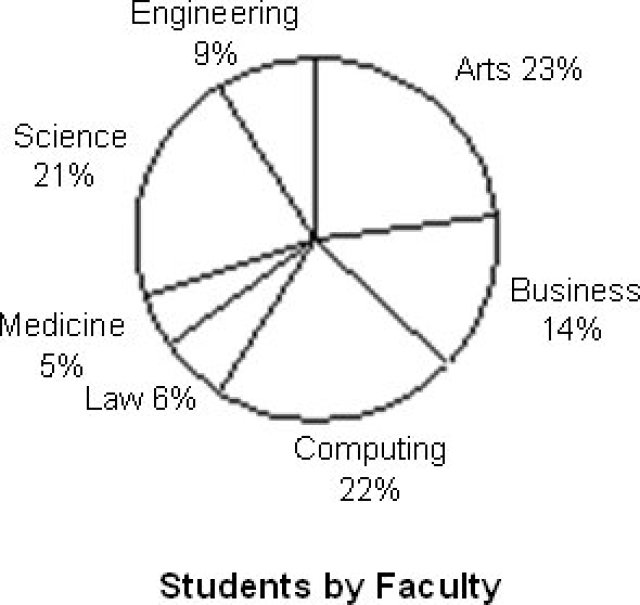 Engineering
9%
Arts 23%
Science
21%
Business
14%
Medicine
5%
Law 6%
Computing
22%
Students by Faculty